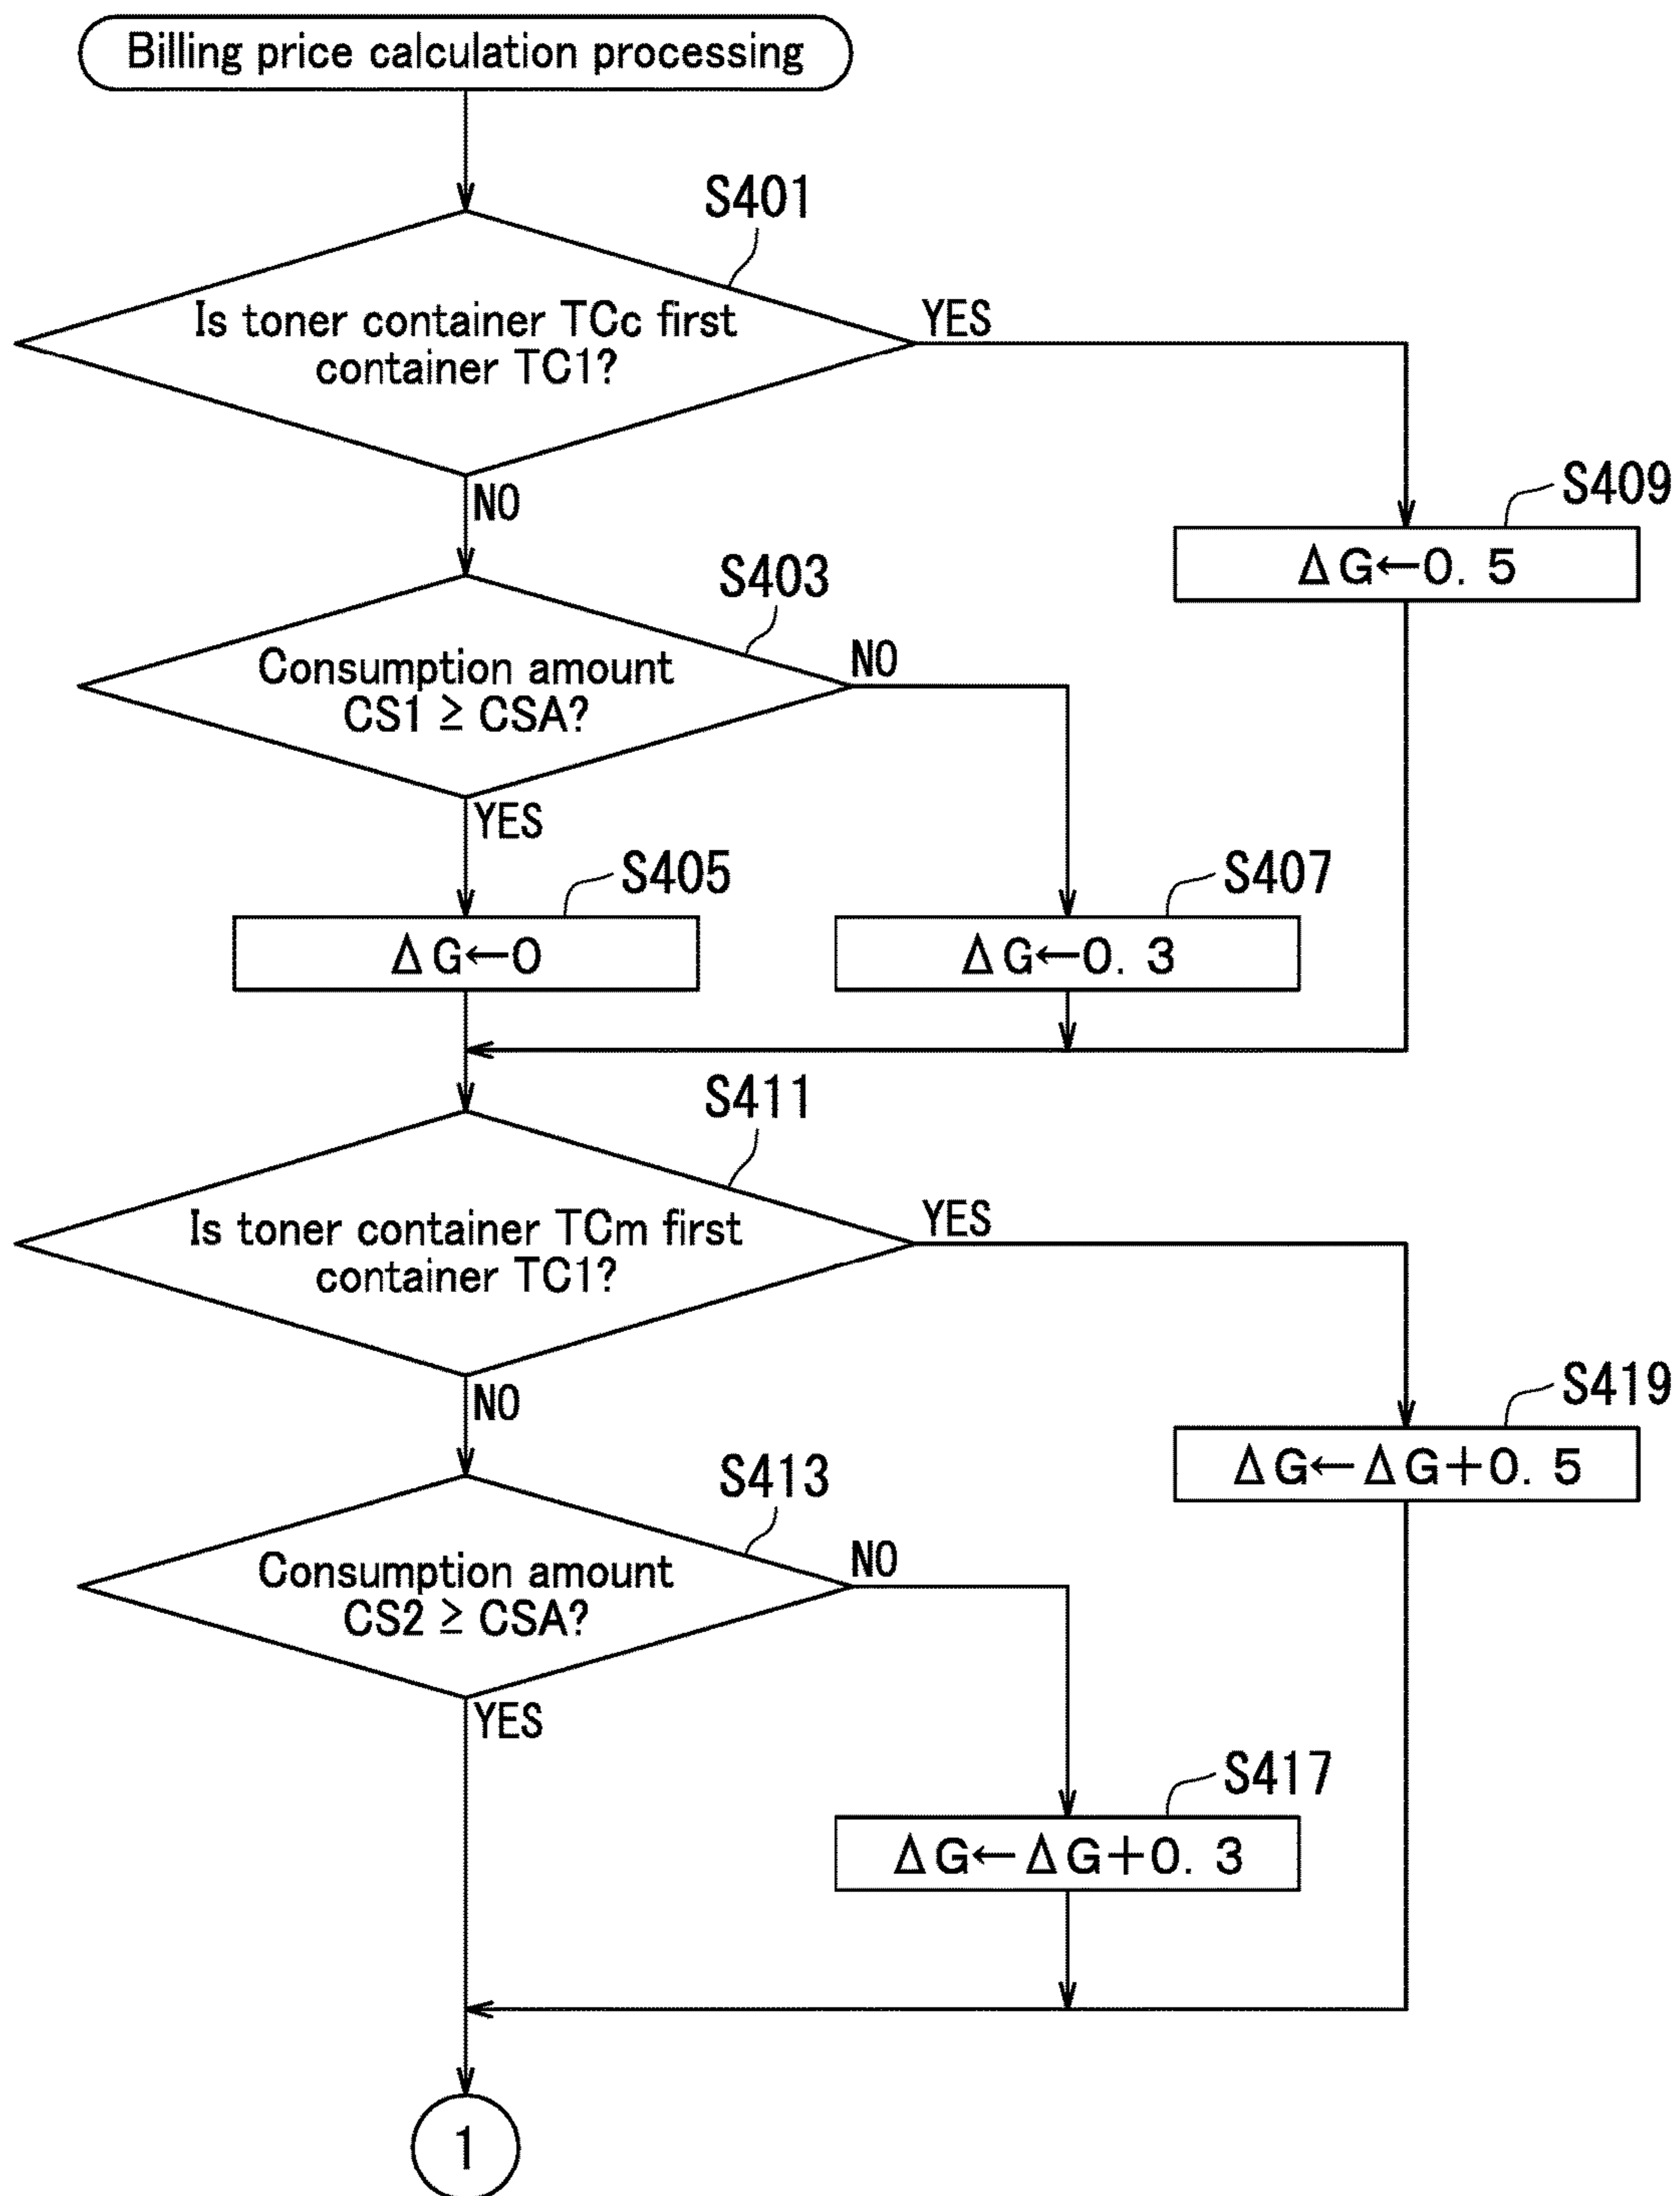 Billing price calculation processing
S401
Is toner container TCc first
container TC1?
YES
NO
S409
ΔG←0. 5
S403
Consumption amount
CS1 ≥ CSA?
NO
YES
S405
ΔG←0
S407
ΔG←0. 3
S411
Is toner container TCm first
container TC1?
YES
NO
S419
ΔG←ΔG+0. 5
S413
Consumption amount
CS2 ≥ CSA?
NO
YES
S417
ΔG←ΔG+0. 3
1